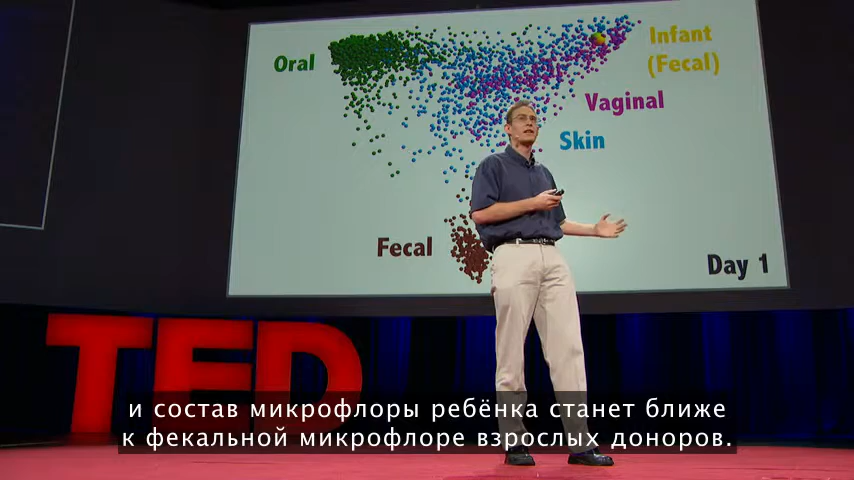 Oral
Infant
(Fecal)
Vaginal
Skin
Fecal
Day 1
TED
и состав микрофлоры ребёнка станет ближе
к фекальной микрофлоре взрослых доноров.